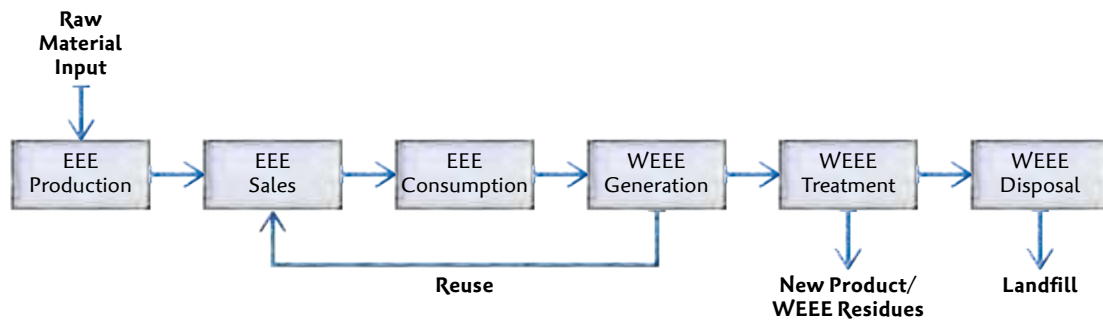 Raw
Material
Input
EEE
Production
EEE
Sales
EEE
Consumption
WEEE
Generation
WEEE
Treatment
WEEE
Disposal
Reuse
New Product/
WEEE Residues
Landfill